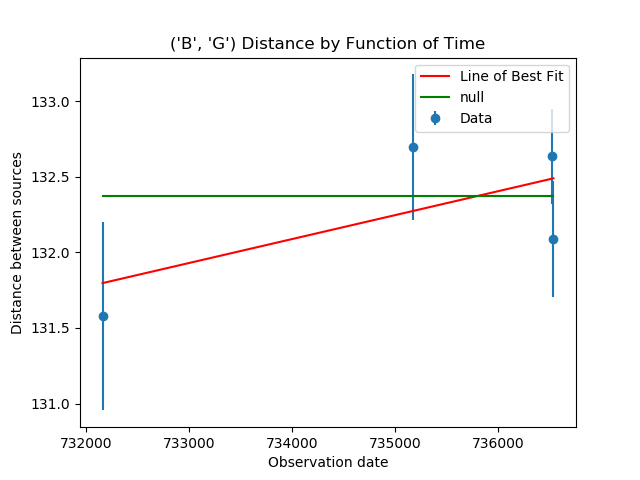 ('B', 'G') Distance by Function of Time
Line of Best Fit
null
Data
Distance between sources
133.0
132.5
132.0
131.5
131.0
732000 733000 734000 735000 736000
Observation date